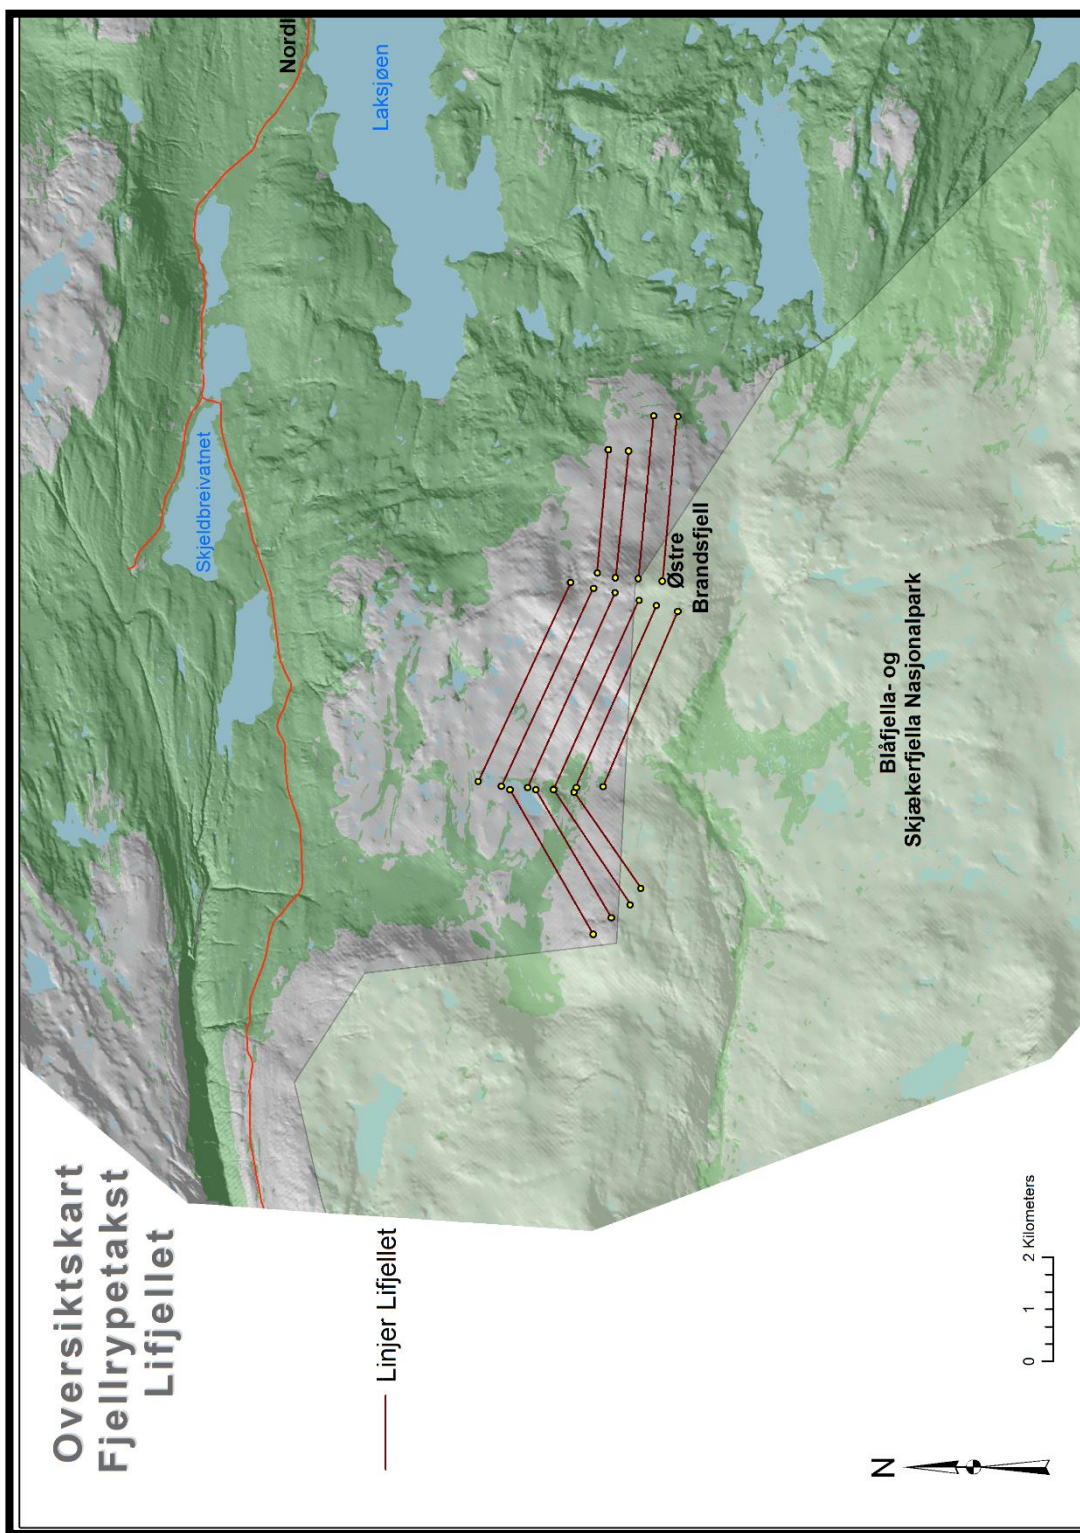 Oversiktskart
Fjellrypetakst
Lifjellet
Linjer Lifjellet
N
0 1 2 Kilometers
Skjeldbreivatnet
Laksjøen
Nordl
Østre
Brandsfjell
Blåfjella- og
Skjækerfjella Nasjonalpark